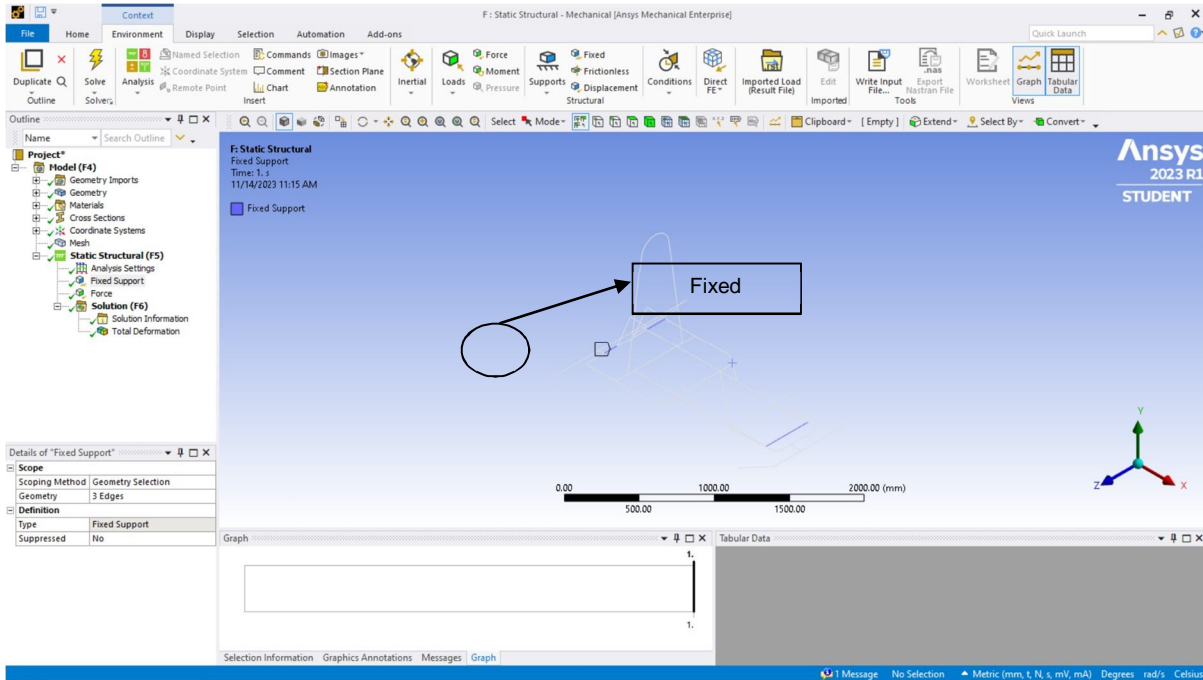 Context
F : Static Structural - Mechanical [Ansys Mechanical Enterprise]
File Home Environment Display Selection Automation Add-ons Quick Launch
Duplicate Q
Outline
Solve
Solver
Analysis
Named Selection
Coordinate System
Remote Point
Commands
Comment
Chart
Images
Section Plane
Annotation
Insert
Inertial
Loads
Force
Moment
Pressure
Supports
Fixed
Frictionless
Displacement
Structural
Conditions
Direct FE
Imported Load (Result File)
Edit
Imported
Write Input File...
Export Nastran File
.nas
Tools
Worksheet
Graph
Tabular Data
Views
Outline
Name Search Outline
Select Mode Clipboard [ Empty ] Extend Select By Convert
Project*
Model (F4)
Geometry Imports
Geometry
Materials
Cross Sections
Coordinate Systems
Mesh
Static Structural (F5)
Analysis Settings
Fixed Support
Force
Solution (F6)
Solution Information
Total Deformation
F: Static Structural
Fixed Support
Time: 1. s
11/14/2023 11:15 AM
Fixed Support
Ansys
2023 R1
STUDENT
Fixed
Y
Z X
0.00 1000.00 2000.00 (mm)
500.00 1500.00
Details of "Fixed Support"
Scope
Scoping Method Geometry Selection
Geometry 3 Edges
Definition
Type Fixed Support
Suppressed No
Graph
1.
1.
Tabular Data
Selection Information Graphics Annotations Messages Graph
1 Message No Selection Metric (mm, t, N, s, mV, mA) Degrees rad/s Celsius